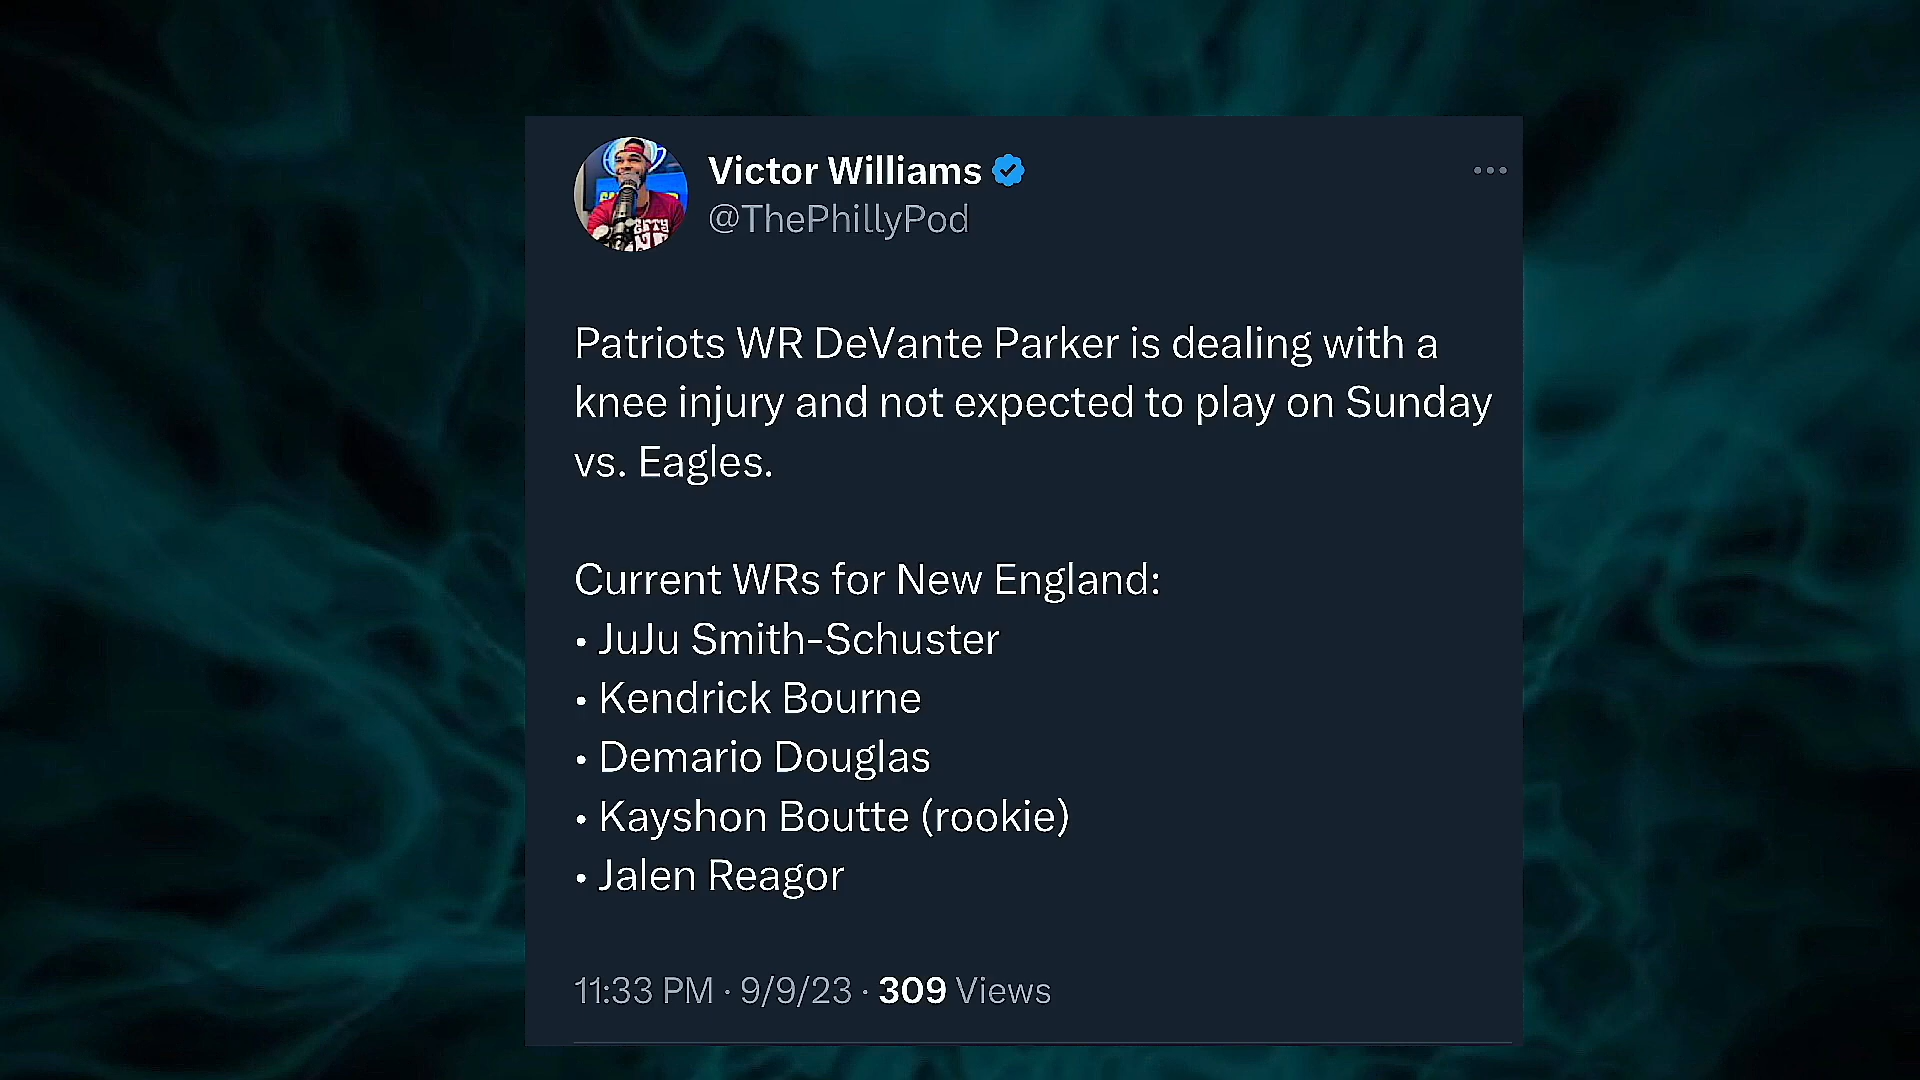 Victor Williams
@ThePhillyPod
Patriots WR DeVante Parker is dealing with a
knee injury and not expected to play on Sunday
vs. Eagles.
Current WRs for New England:
• JuJu Smith-Schuster
• Kendrick Bourne
• Demario Douglas
• Kayshon Boutte (rookie)
• Jalen Reagor
11:33 PM · 9/9/23 · 309 Views